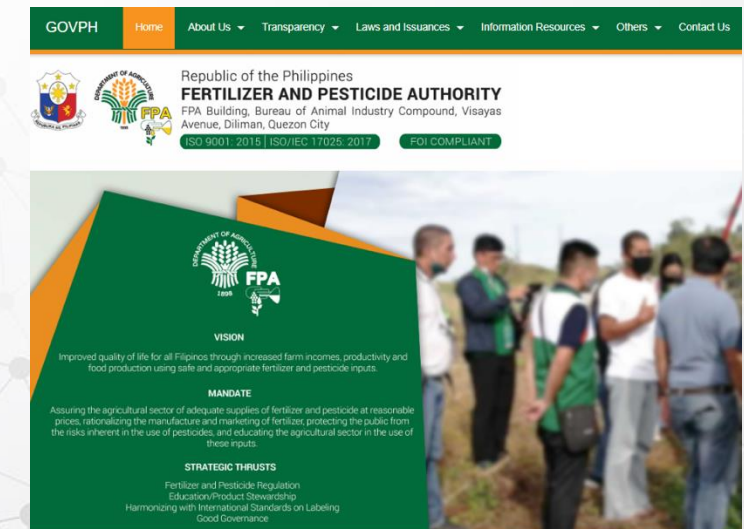 GOVPH Home About Us Transparency Laws and Issuances Information Resources Others Contact Us
Republic of the Philippines
FERTILIZER AND PESTICIDE AUTHORITY
FPA Building, Bureau of Animal Industry Compound, Visayas
Avenue, Diliman, Quezon City
ISO 9001: 2015 | ISO/IEC 17025: 2017 FOI COMPLIANT
DEPARTMENT OF AGRICULTURE
FPA
1898
DEPARTMENT OF AGRICULTURE
FPA
1898
VISION
Improved quality of life for all Filipinos through increased farm incomes, productivity and
food production using safe and appropriate fertilizer and pesticide inputs.
MANDATE
Assuring the agricultural sector of adequate supplies of fertilizer and pesticide at reasonable
prices, rationalizing the manufacture and marketing of fertilizer, protecting the public from
the risks inherent in the use of pesticides, and educating the agricultural sector in the use of
these inputs.
STRATEGIC THRUSTS
Fertilizer and Pesticide Regulation
Education/Product Stewardship
Harmonizing with International Standards on Labeling
Good Governance